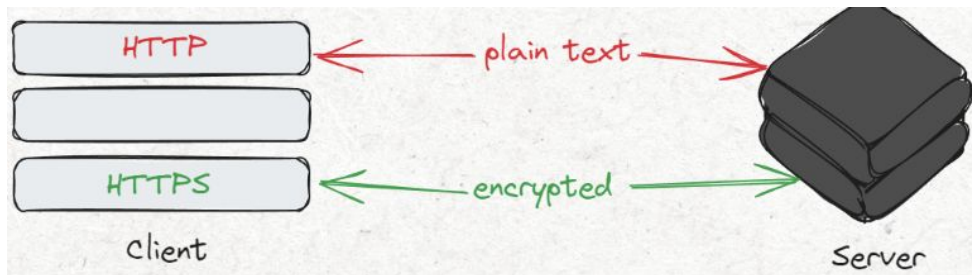 HTTP
plain text
HTTPS
encrypted
Client
Server